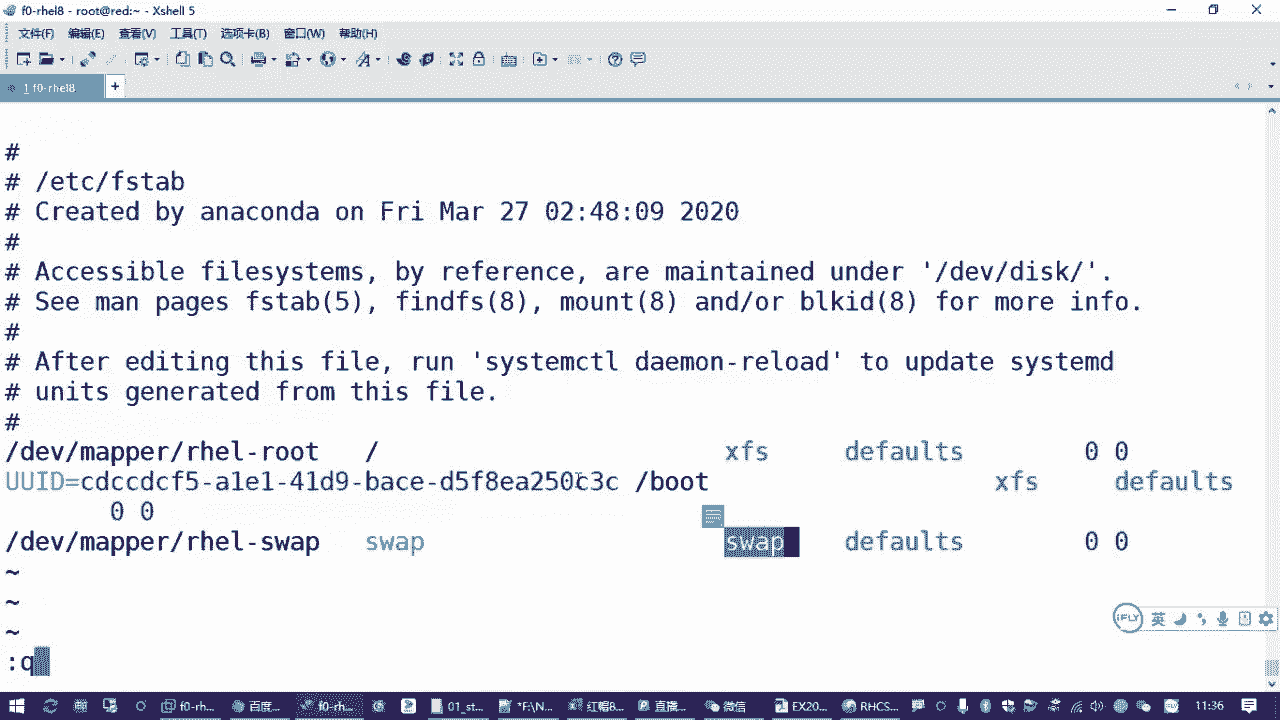 f0-rhel8 - root@red:~ - Xshell 5
文件(F) 编辑(E) 查看(V) 工具(T) 选项卡(B) 窗口(W) 帮助(H)
1 f0-rhel8
#
# /etc/fstab
# Created by anaconda on Fri Mar 27 02:48:09 2020
#
# Accessible filesystems, by reference, are maintained under '/dev/disk/'.
# See man pages fstab(5), findfs(8), mount(8) and/or blkid(8) for more info.
#
# After editing this file, run 'systemctl daemon-reload' to update systemd
# units generated from this file.
#
/dev/mapper/rhel-root / xfs defaults 0 0
UUID=cdccdcf5-a1e1-41d9-bace-d5f8ea250c3c /boot xfs defaults
0 0
/dev/mapper/rhel-swap swap swap defaults 0 0
~
~
~
:q
iFLY 英
f0-rh... 百度... f0-rh... 01_st... *F:\N... 红帽8... 直播... 微信 EX20... RHCS... 11:36